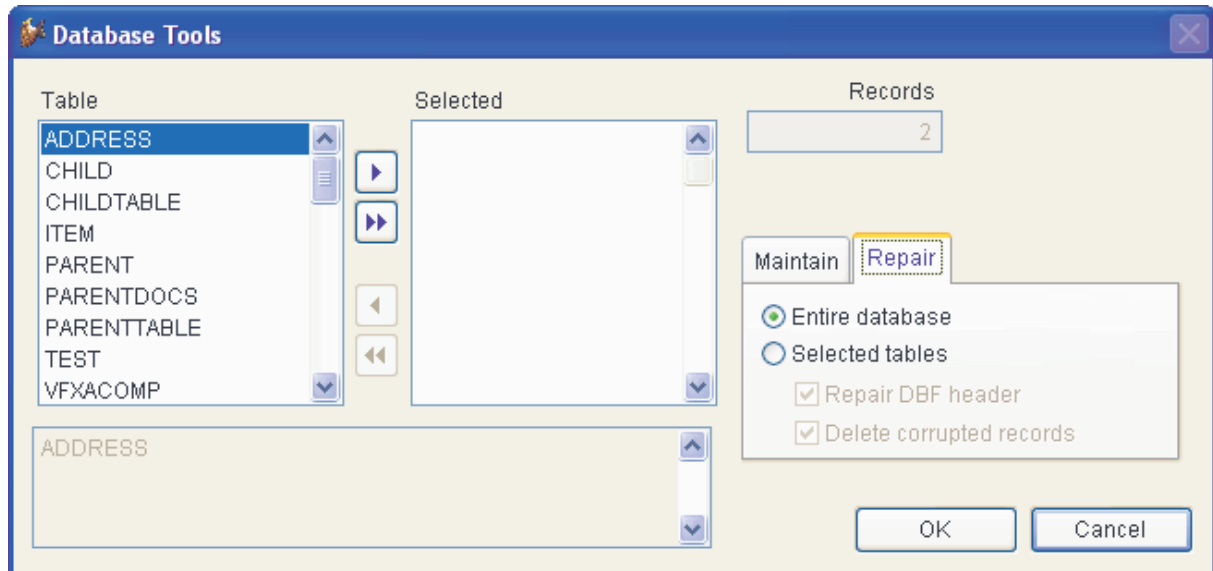 Database Tools
Table
Selected
Records
ADDRESS
CHILD
CHILDTABLE
ITEM
PARENT
PARENTDOCS
PARENTTABLE
TEST
VFXACOMP
2
Maintain
Repair
Entire database
Selected tables
Repair DBF header
Delete corrupted records
ADDRESS
OK
Cancel